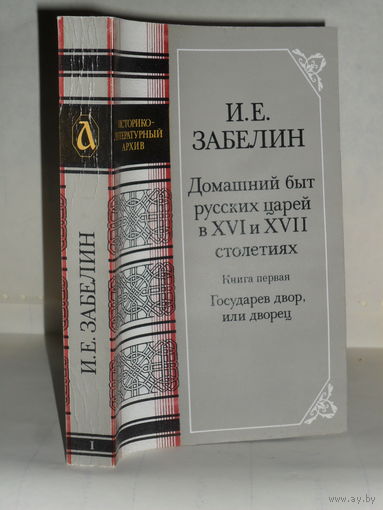 И.Е.
ЗАБЕЛИН
Домашний быт
русских царей
в XVI и XVII
столетиях
Книга первая
Государев двор,
или дворец
ИСТОРИКО-
ЛИТЕРАТУРНЫЙ
АРХИВ
И.Е. ЗАБЕЛИН
1
www.ay.by